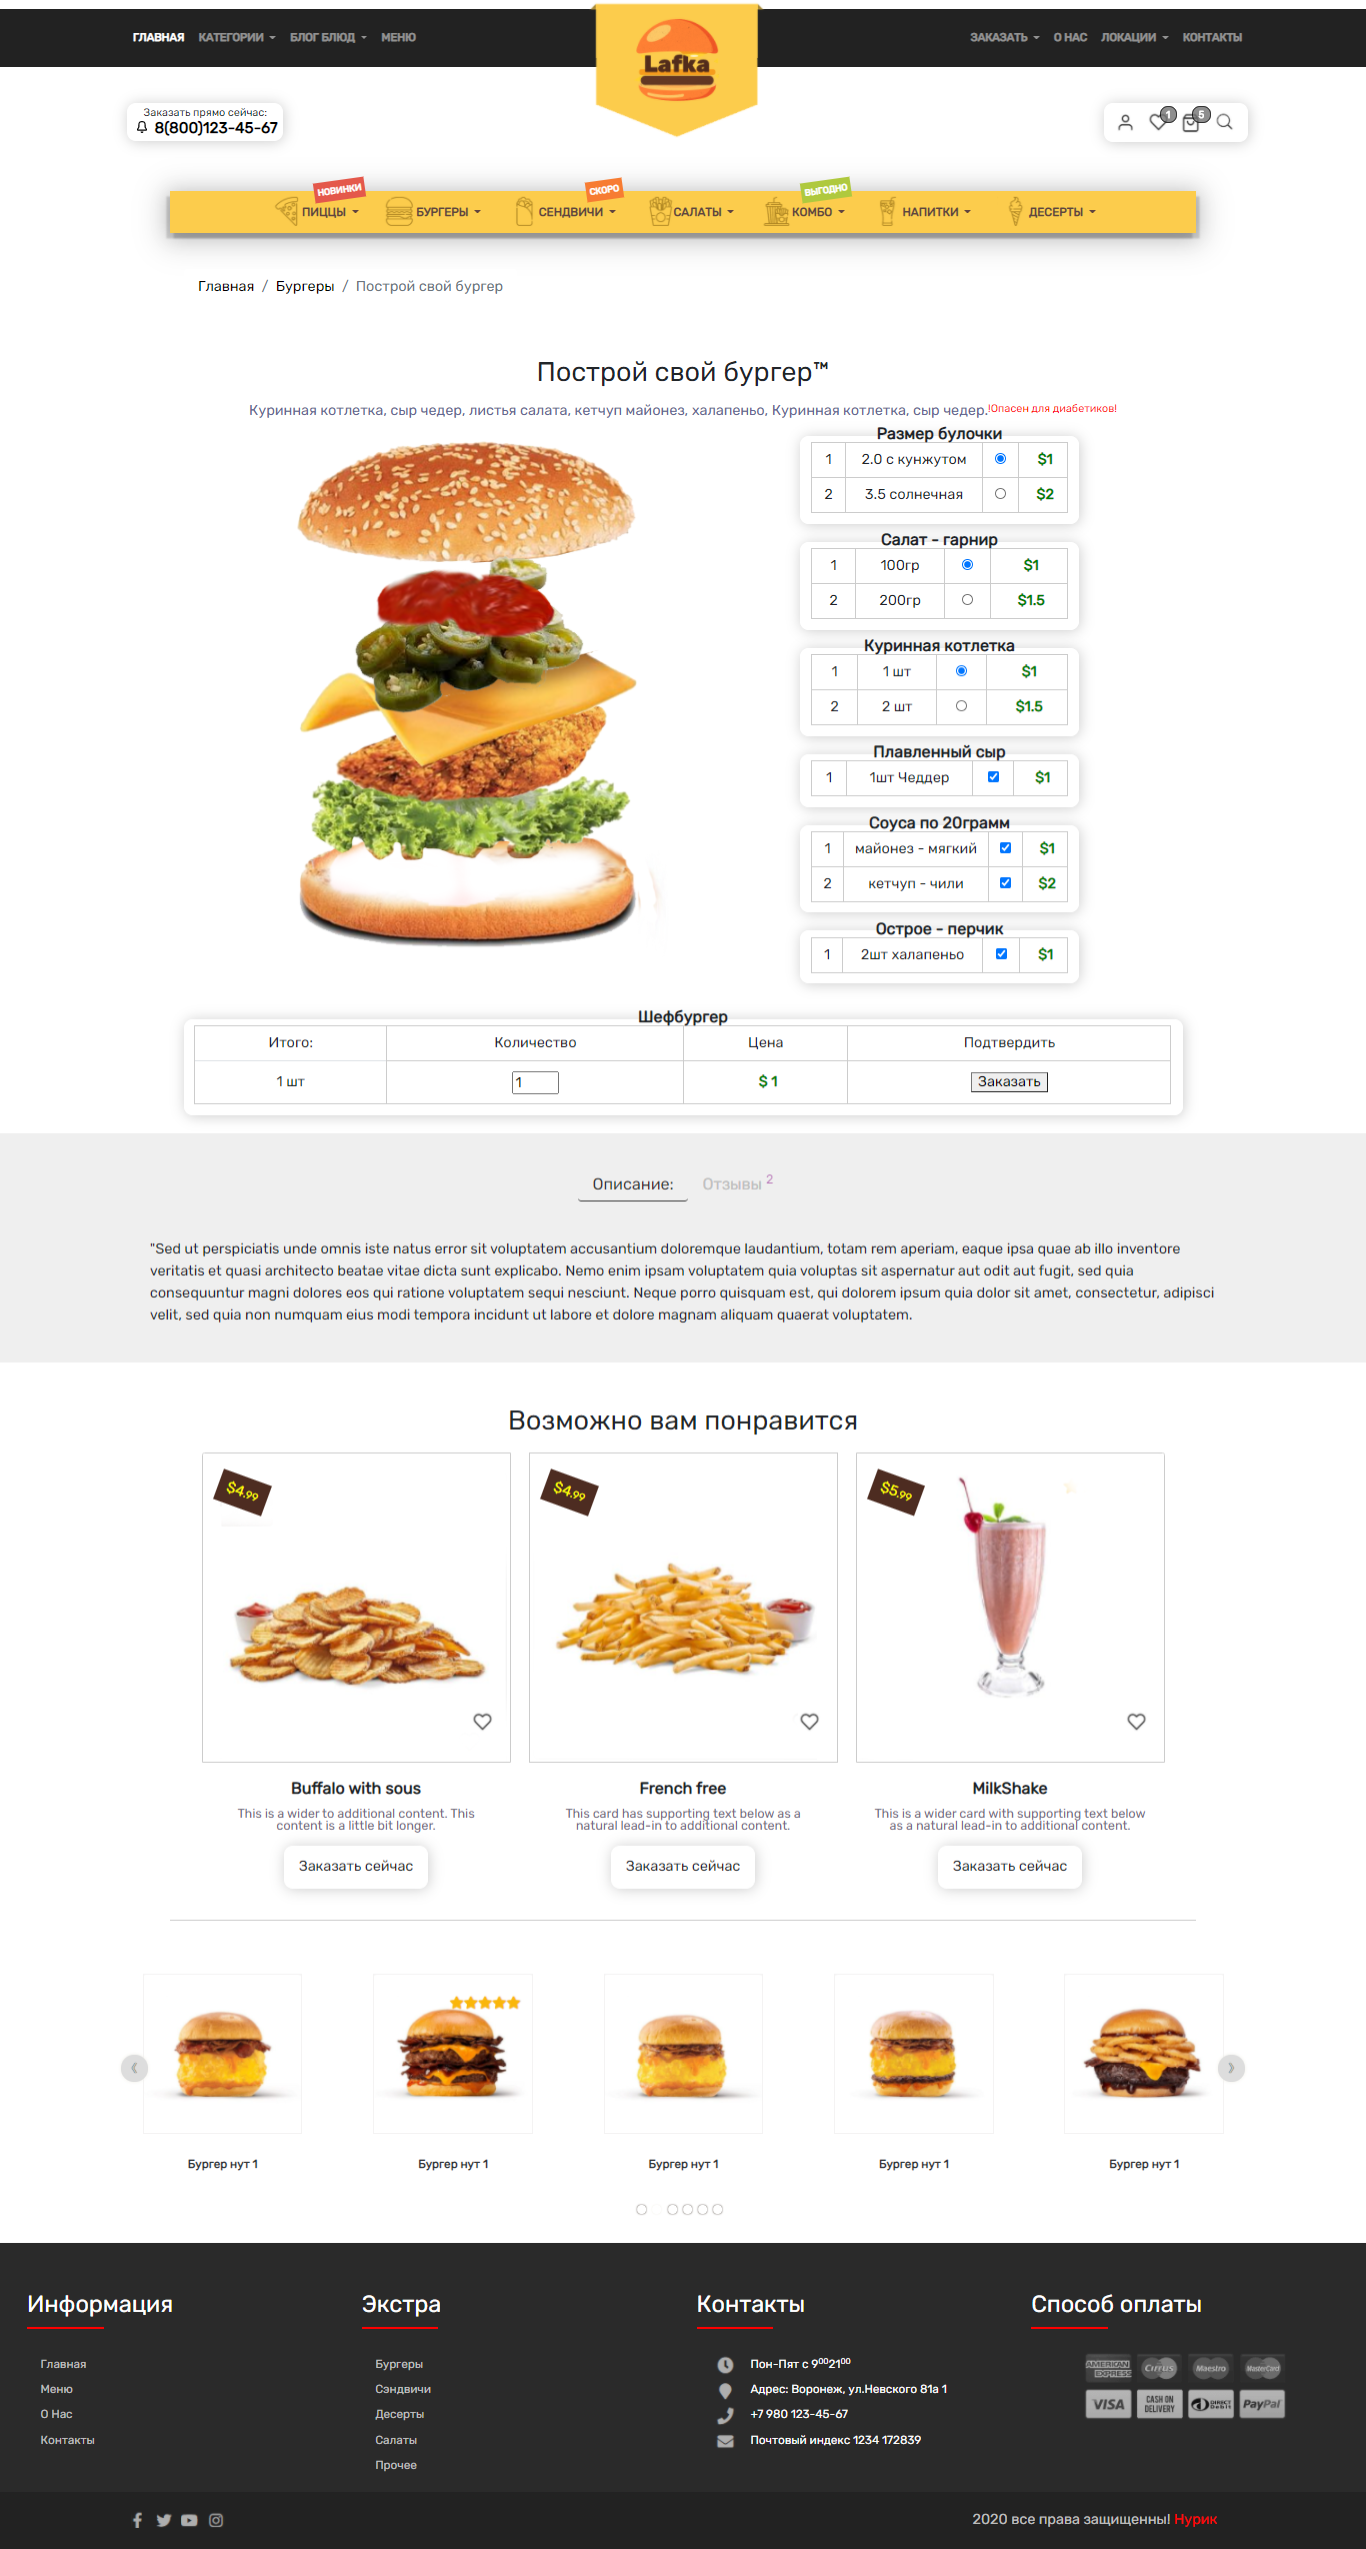 ГЛАВНАЯ КАТЕГОРИИ БЛОГ БЛЮД МЕНЮ
Lafka
ЗАКАЗАТЬ О НАС ЛОКАЦИИ КОНТАКТЫ
Заказать прямо сейчас:
8(800)123-45-67
1 5
НОВИНКИ СКОРО ВЫГОДНО
ПИЦЦЫ БУРГЕРЫ СЕНДВИЧИ САЛАТЫ КОМБО НАПИТКИ ДЕСЕРТЫ
Главная / Бургеры / Построй свой бургер
Построй свой бургер™
Куринная котлетка, сыр чедер, листья салата, кетчуп майонез, халапеньо, Куринная котлетка, сыр чедер.!Опасен для диабетиков!
Размер булочки
1 2.0 с кунжутом $1
2 3.5 солнечная $2
Салат - гарнир
1 100гр $1
2 200гр $1.5
Куринная котлетка
1 1 шт $1
2 2 шт $1.5
Плавленный сыр
1 1шт Чеддер $1
Соуса по 20грамм
1 майонез - мягкий $1
2 кетчуп - чили $2
Острое - перчик
1 2шт халапеньо $1
Шефбургер
Итого: Количество Цена Подтвердить
1 шт 1 $ 1 Заказать
Описание: Отзывы 2
"Sed ut perspiciatis unde omnis iste natus error sit voluptatem accusantium doloremque laudantium, totam rem aperiam, eaque ipsa quae ab illo inventore
veritatis et quasi architecto beatae vitae dicta sunt explicabo. Nemo enim ipsam voluptatem quia voluptas sit aspernatur aut odit aut fugit, sed quia
consequuntur magni dolores eos qui ratione voluptatem sequi nesciunt. Neque porro quisquam est, qui dolorem ipsum quia dolor sit amet, consectetur, adipisci
velit, sed quia non numquam eius modi tempora incidunt ut labore et dolore magnam aliquam quaerat voluptatem.
Возможно вам понравится
$4.99 $4.99 $5.99
Buffalo with sous
This is a wider to additional content. This
content is a little bit longer.
Заказать сейчас
French free
This card has supporting text below as a
natural lead-in to additional content.
Заказать сейчас
MilkShake
This is a wider card with supporting text below
as a natural lead-in to additional content.
Заказать сейчас
Бургер нут 1 Бургер нут 1 Бургер нут 1 Бургер нут 1 Бургер нут 1
Информация
Главная
Меню
О Нас
Контакты
Экстра
Бургеры
Сэндвичи
Десерты
Салаты
Прочее
Контакты
Пон-Пят с 9⁰⁰21⁰⁰
Адрес: Воронеж, ул.Невского 81а 1
+7 980 123-45-67
Почтовый индекс 1234 172839
Способ оплаты
AMERICAN EXPRESS Cirrus Maestro MasterCard
VISA CASH ON DELIVERY DIRECT Debit PayPal
2020 все права защищенны! Нурик